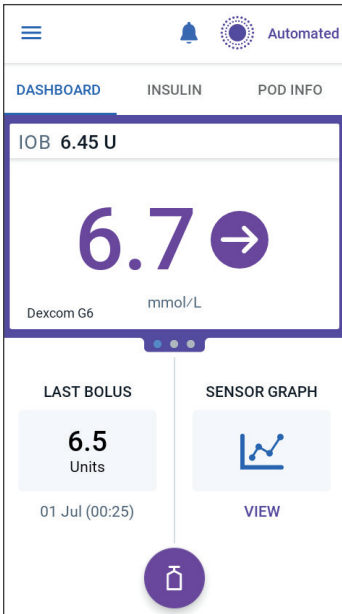 Automated
DASHBOARD INSULIN POD INFO
IOB 6.45 U
6.7
mmol/L
Dexcom G6
LAST BOLUS
6.5
Units
01 Jul (00:25)
SENSOR GRAPH
VIEW